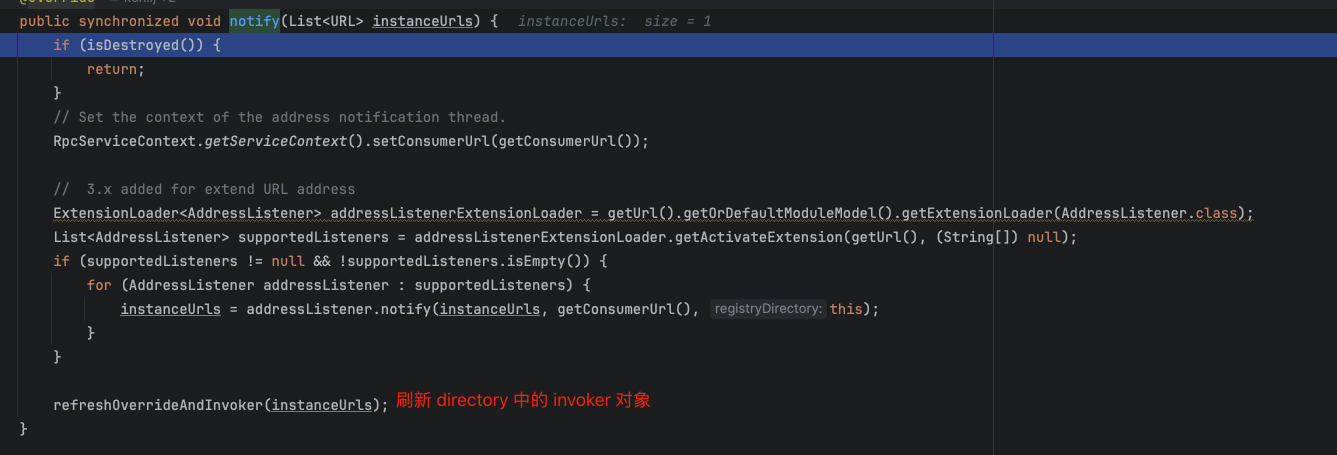 public synchronized void notify(List<URL> instanceUrls) { instanceUrls: size = 1
if (isDestroyed()) {
return;
}
// Set the context of the address notification thread.
RpcServiceContext.getServiceContext().setConsumerUrl(getConsumerUrl());
// 3.x added for extend URL address
ExtensionLoader<AddressListener> addressListenerExtensionLoader = getUrl().getOrDefaultModuleModel().getExtensionLoader(AddressListener.class);
List<AddressListener> supportedListeners = addressListenerExtensionLoader.getActivateExtension(getUrl(), (String[]) null);
if (supportedListeners != null && !supportedListeners.isEmpty()) {
for (AddressListener addressListener : supportedListeners) {
instanceUrls = addressListener.notify(instanceUrls, getConsumerUrl(), registryDirectory: this);
}
}
refreshOverrideAndInvoker(instanceUrls); 刷新 directory 中的 invoker 对象
}